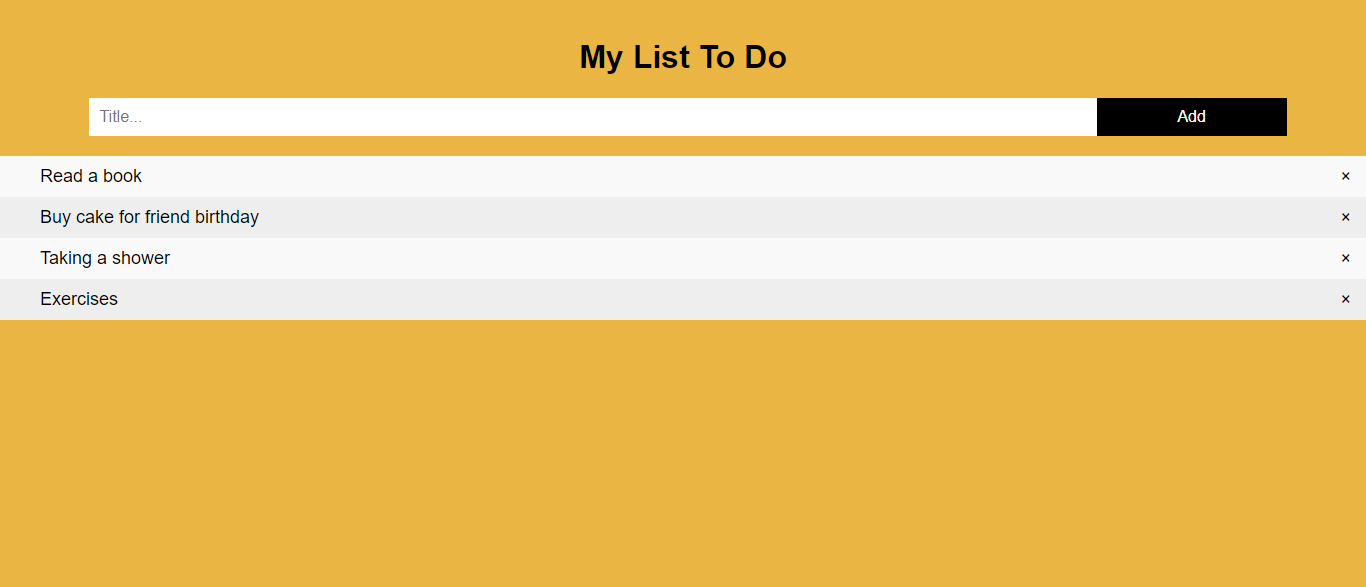 My List To Do
Title...
Add
Read a book
×
Buy cake for friend birthday
×
Taking a shower
×
Exercises
×